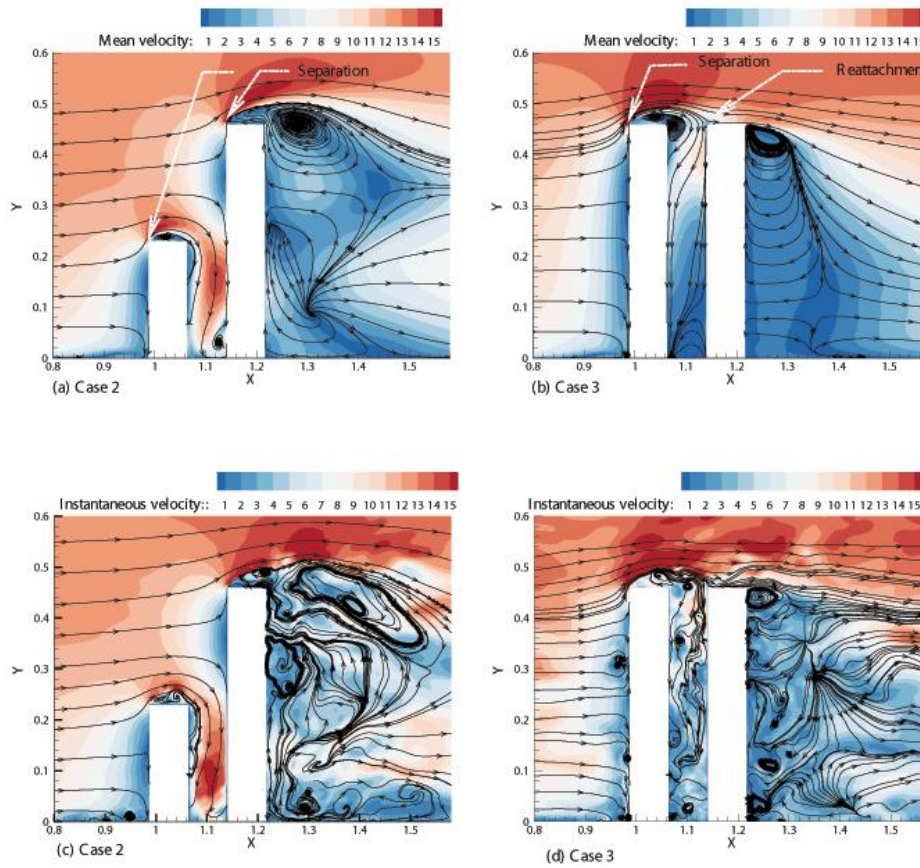 Mean velocity: 1 2 3 4 5 6 7 8 9 10 11 12 13 14 15
Separation
Y
0.6
0.5
0.4
0.3
0.2
0.1
0
0.8 0.9 1 1.1 1.2 1.3 1.4 1.5
X
(a) Case 2
Mean velocity: 1 2 3 4 5 6 7 8 9 10 11 12 13 14 15
Separation
Reattachmen
Y
0.6
0.5
0.4
0.3
0.2
0.1
0
0.8 0.9 1 1.1 1.2 1.3 1.4 1.5
X
(b) Case 3
Instantaneous velocity:: 1 2 3 4 5 6 7 8 9 10 11 12 13 14 15
Y
0.6
0.5
0.4
0.3
0.2
0.1
0
0.8 0.9 1 1.1 1.2 1.3 1.4 1.5
X
(c) Case 2
Instantaneous velocity: 1 2 3 4 5 6 7 8 9 10 11 12 13 14 15
Y
0.6
0.5
0.4
0.3
0.2
0.1
0
0.8 0.9 1 1.1 1.2 1.3 1.4 1.5
X
(d) Case 3